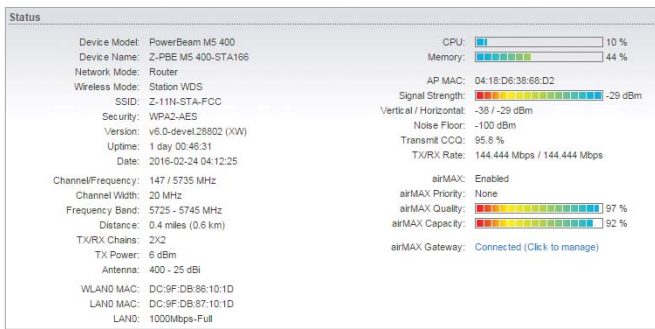 Status
Device Model: PowerBeam M5 400
Device Name: Z-PBE M5 400-STA166
Network Mode: Router
Wireless Mode: Station WDS
SSID: Z-11N-STA-FCC
Security: WPA2-AES
Version: v6.0-devel.28802 (XW)
Uptime: 1 day 00:46:31
Date: 2016-02-24 04:12:25
Channel/Frequency: 147 / 5735 MHz
Channel Width: 20 MHz
Frequency Band: 5725 - 5745 MHz
Distance: 0.4 miles (0.6 km)
TX/RX Chains: 2X2
TX Power: 6 dBm
Antenna: 400 - 25 dBi
WLAN0 MAC: DC:9F:DB:86:10:1D
LAN0 MAC: DC:9F:DB:87:10:1D
LAN0: 1000Mbps-Full
CPU: 10 %
Memory: 44 %
AP MAC: 04:18:D6:38:68:D2
Signal Strength: -29 dBm
Vertical / Horizontal: -38 / -29 dBm
Noise Floor: -100 dBm
Transmit CCQ: 95.8 %
TX/RX Rate: 144.444 Mbps / 144.444 Mbps
airMAX: Enabled
airMAX Priority: None
airMAX Quality: 97 %
airMAX Capacity: 92 %
airMAX Gateway: Connected (Click to manage)